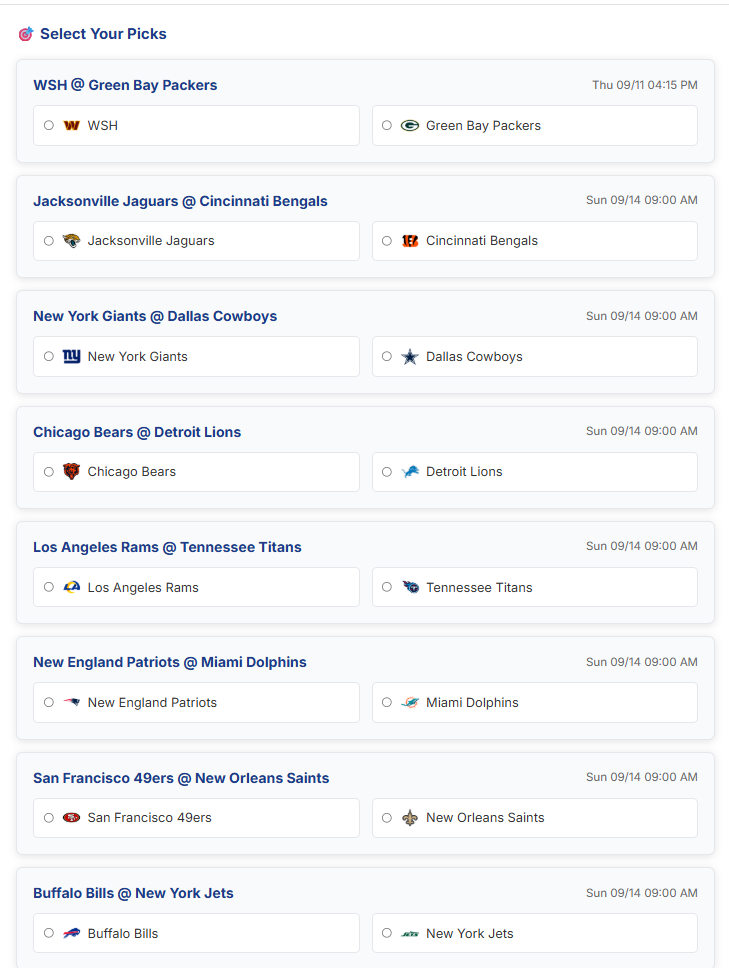 🎯 Select Your Picks
WSH @ Green Bay Packers Thu 09/11 04:15 PM
WSH Green Bay Packers
Jacksonville Jaguars @ Cincinnati Bengals Sun 09/14 09:00 AM
Jacksonville Jaguars Cincinnati Bengals
New York Giants @ Dallas Cowboys Sun 09/14 09:00 AM
New York Giants Dallas Cowboys
Chicago Bears @ Detroit Lions Sun 09/14 09:00 AM
Chicago Bears Detroit Lions
Los Angeles Rams @ Tennessee Titans Sun 09/14 09:00 AM
Los Angeles Rams Tennessee Titans
New England Patriots @ Miami Dolphins Sun 09/14 09:00 AM
New England Patriots Miami Dolphins
San Francisco 49ers @ New Orleans Saints Sun 09/14 09:00 AM
San Francisco 49ers New Orleans Saints
Buffalo Bills @ New York Jets Sun 09/14 09:00 AM
Buffalo Bills New York Jets